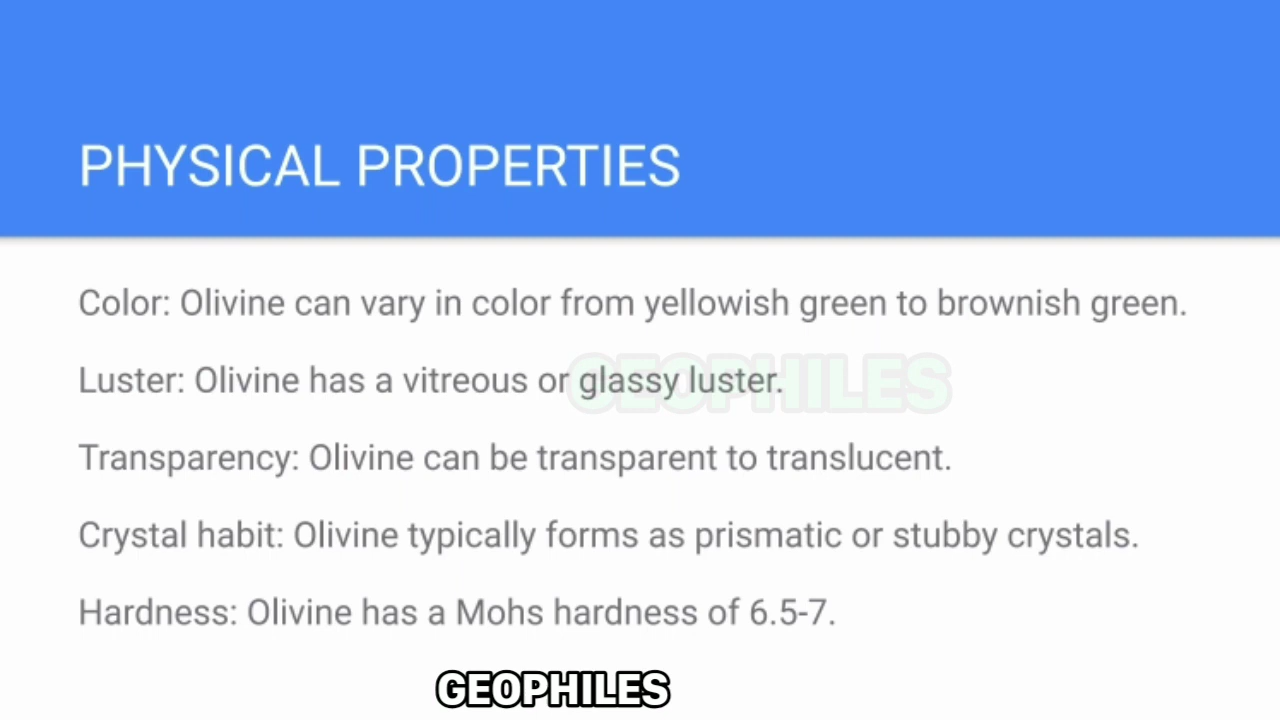 PHYSICAL PROPERTIES
Color: Olivine can vary in color from yellowish green to brownish green.
Luster: Olivine has a vitreous or glassy luster.
GEOPHILES
Transparency: Olivine can be transparent to translucent.
Crystal habit: Olivine typically forms as prismatic or stubby crystals.
Hardness: Olivine has a Mohs hardness of 6.5-7.
GEOPHILES